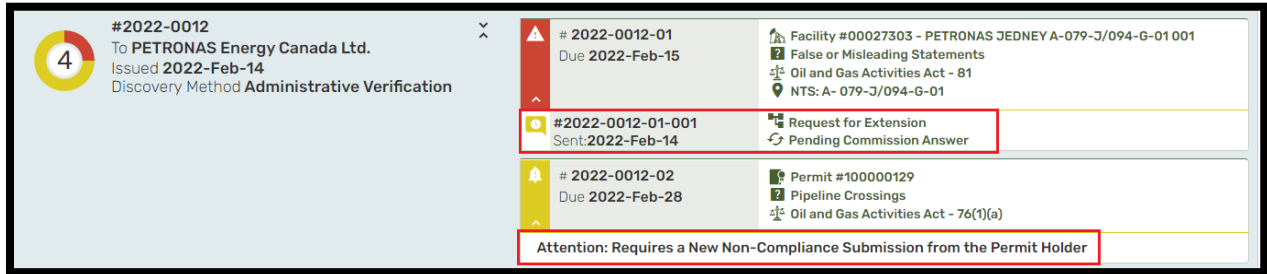 4
#2022-0012
To PETRONAS Energy Canada Ltd.
Issued 2022-Feb-14
Discovery Method Administrative Verification
# 2022-0012-01
Due 2022-Feb-15
Facility #00027303 - PETRONAS JEDNEY A-079-J/094-G-01 001
False or Misleading Statements
Oil and Gas Activities Act - 81
NTS: A- 079-J/094-G-01
#2022-0012-01-001
Sent:2022-Feb-14
Request for Extension
Pending Commission Answer
# 2022-0012-02
Due 2022-Feb-28
Permit #100000129
Pipeline Crossings
Oil and Gas Activities Act - 76(1)(a)
Attention: Requires a New Non-Compliance Submission from the Permit Holder